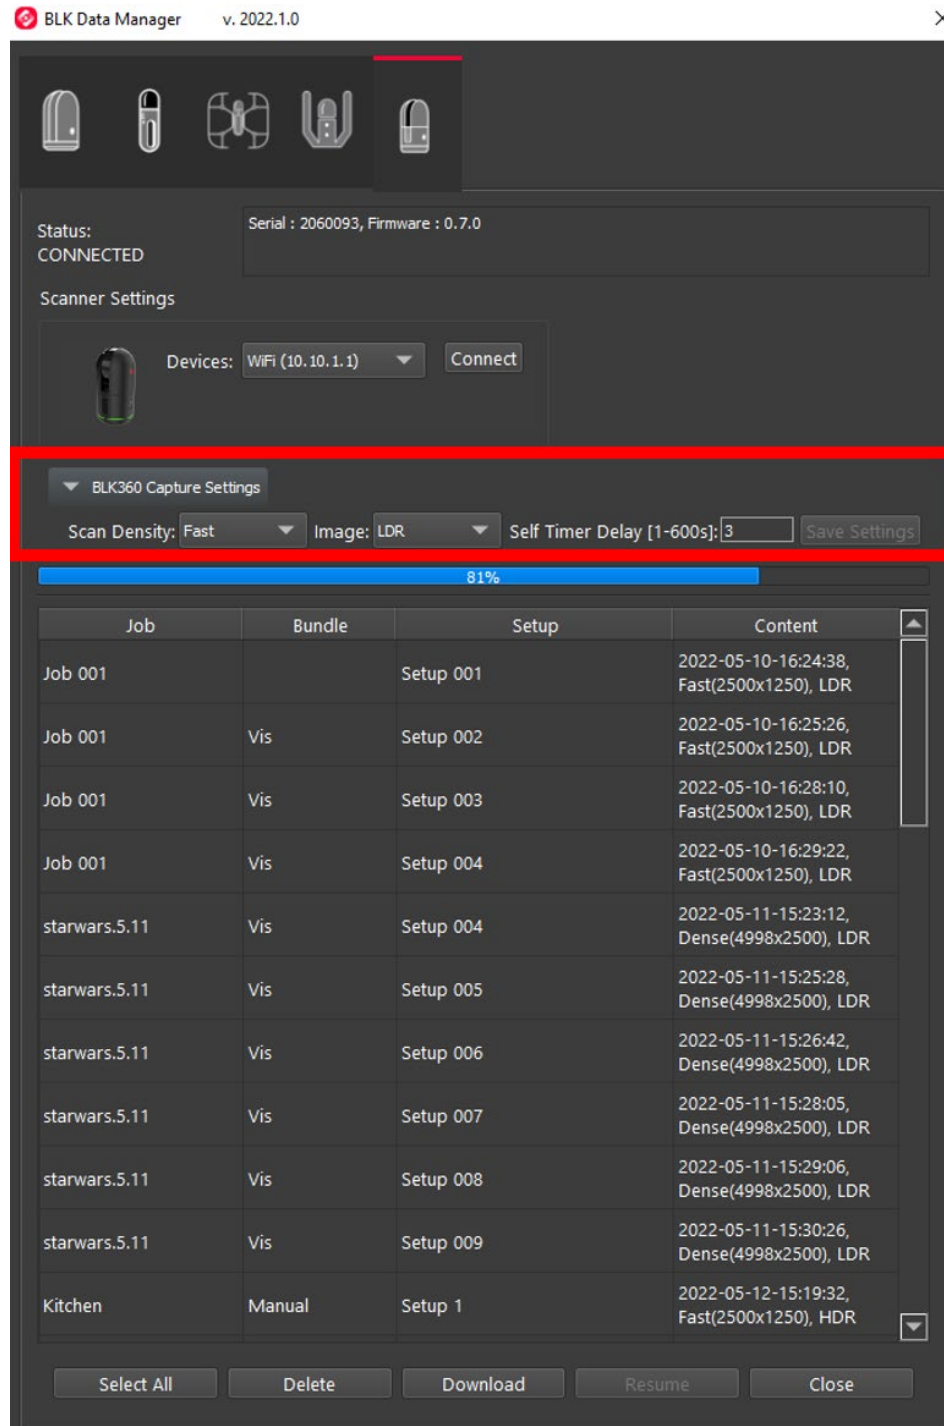 BLK Data Manager v. 2022.1.0
Status:
CONNECTED
Serial : 2060093, Firmware : 0.7.0
Scanner Settings
Devices: WiFi (10.10.1.1) Connect
BLK360 Capture Settings
Scan Density: Fast Image: LDR Self Timer Delay [1-600s]: 3 Save Settings
81%
Job Bundle Setup Content
Job 001 Setup 001 2022-05-10-16:24:38,
Fast(2500x1250), LDR
Job 001 Vis Setup 002 2022-05-10-16:25:26,
Fast(2500x1250), LDR
Job 001 Vis Setup 003 2022-05-10-16:28:10,
Fast(2500x1250), LDR
Job 001 Vis Setup 004 2022-05-10-16:29:22,
Fast(2500x1250), LDR
starwars.5.11 Vis Setup 004 2022-05-11-15:23:12,
Dense(4998x2500), LDR
starwars.5.11 Vis Setup 005 2022-05-11-15:25:28,
Dense(4998x2500), LDR
starwars.5.11 Vis Setup 006 2022-05-11-15:26:42,
Dense(4998x2500), LDR
starwars.5.11 Vis Setup 007 2022-05-11-15:28:05,
Dense(4998x2500), LDR
starwars.5.11 Vis Setup 008 2022-05-11-15:29:06,
Dense(4998x2500), LDR
starwars.5.11 Vis Setup 009 2022-05-11-15:30:26,
Dense(4998x2500), LDR
Kitchen Manual Setup 1 2022-05-12-15:19:32,
Fast(2500x1250), HDR
Select All Delete Download Resume Close